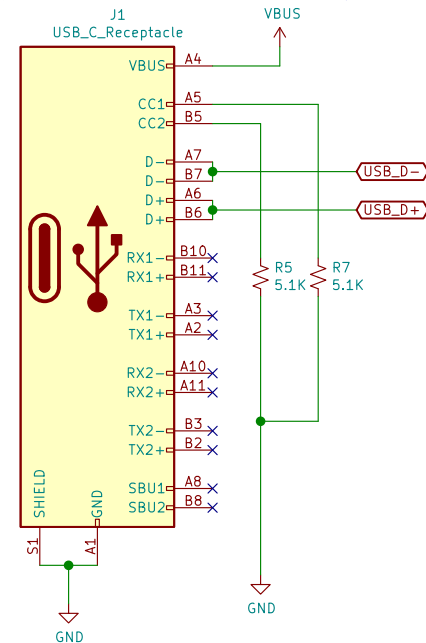 J1
USB_C_Receptacle
VBUS
VBUS
A4
CC1
A5
CC2
B5
D-
A7
D-
B7
USB_D-
D+
A6
D+
B6
USB_D+
RX1-
B10
RX1+
B11
R5
5.1K
R7
5.1K
TX1-
A3
TX1+
A2
RX2-
A10
RX2+
A11
TX2-
B3
TX2+
B2
SBU1
A8
SBU2
B8
SHIELD
GND
S1
A1
GND
GND